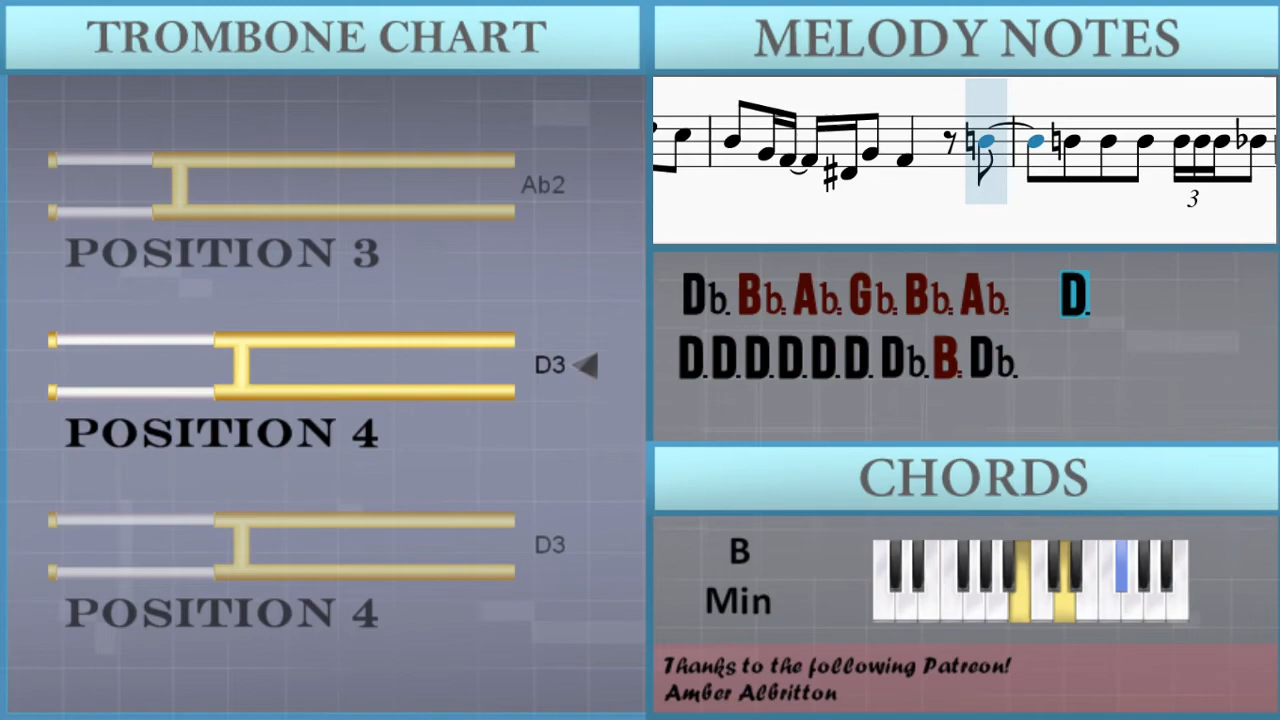 TROMBONE CHART
Ab2
POSITION 3
D3
POSITION 4
D3
POSITION 4
MELODY NOTES
3
Db. Bb. Ab. Gb. Bb. Ab. D.
D.D.D.D.D.D. Db. B. Db.
CHORDS
B
Min
Thanks to the following Patreon!
Amber Albritton